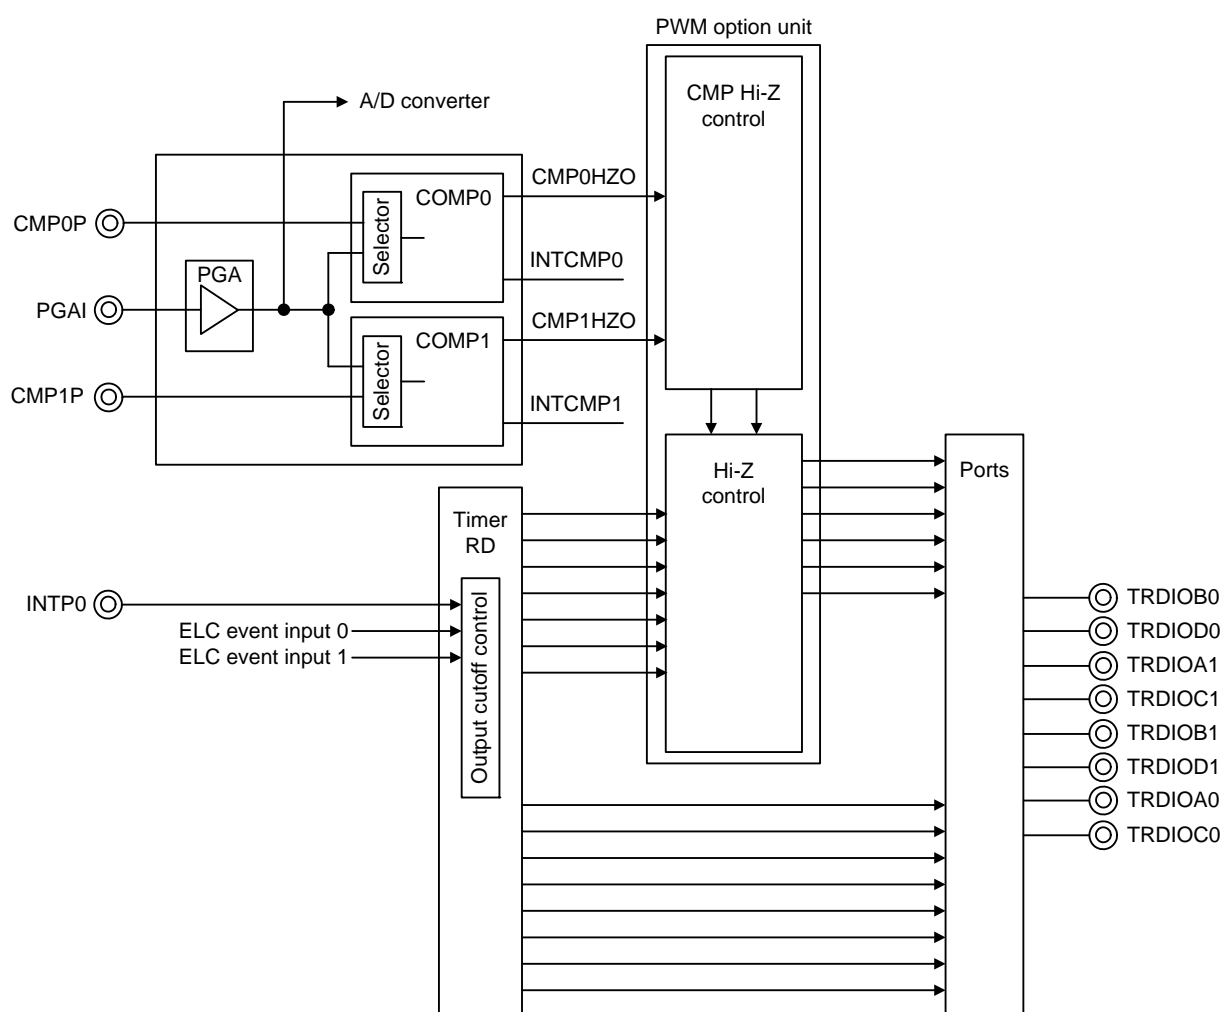 PWM option unit
A/D converter
CMP Hi-Z
control
CMP0P
PGAI
CMP1P
PGA
Selector
COMP0
Selector
COMP1
CMP0HZO
INTCMP0
CMP1HZO
INTCMP1
Hi-Z
control
Ports
Timer
RD
Output cutoff control
INTP0
ELC event input 0
ELC event input 1
TRDIOB0
TRDIOD0
TRDIOA1
TRDIOC1
TRDIOB1
TRDIOD1
TRDIOA0
TRDIOC0